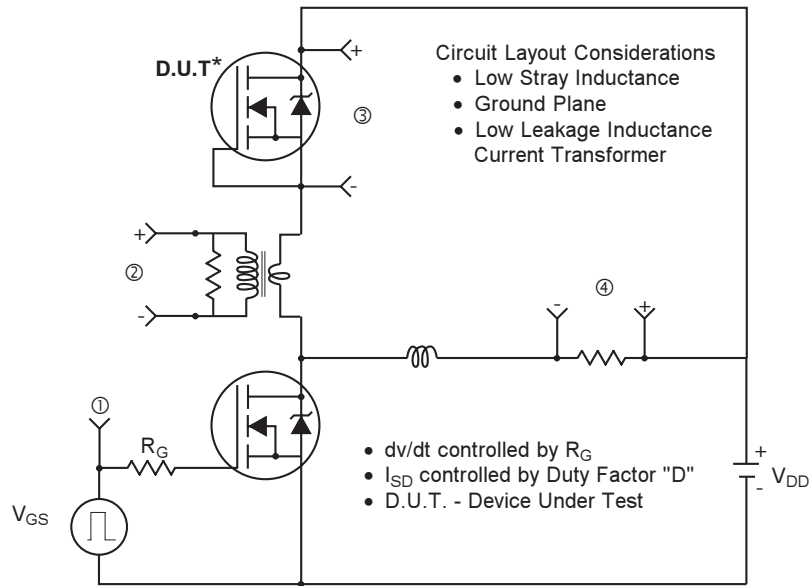 D.U.T*
+
③
-
Circuit Layout Considerations
• Low Stray Inductance
• Ground Plane
• Low Leakage Inductance
Current Transformer
+
②
-
④
- +
①
R_G
V_GS
• dv/dt controlled by R_G
• I_SD controlled by Duty Factor "D"
• D.U.T. - Device Under Test
+
V_DD
-